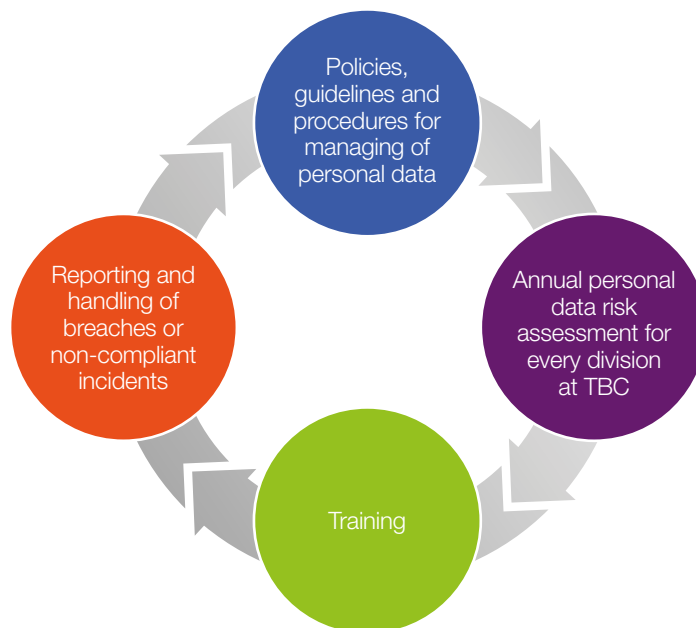 Policies,
guidelines and
procedures for
managing of
personal data
Annual personal
data risk
assessment for
every division
at TBC
Training
Reporting and
handling of
breaches or
non-compliant
incidents